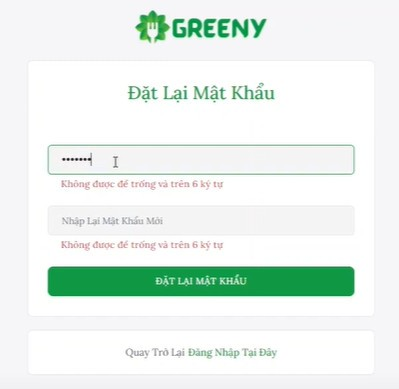 GREENY
Đặt Lại Mật Khẩu
•••••••
Không được để trống và trên 6 ký tự
Nhập Lại Mật Khẩu Mới
Không được để trống và trên 6 ký tự
ĐẶT LẠI MẬT KHẨU
Quay Trở Lại Đăng Nhập Tại Đây